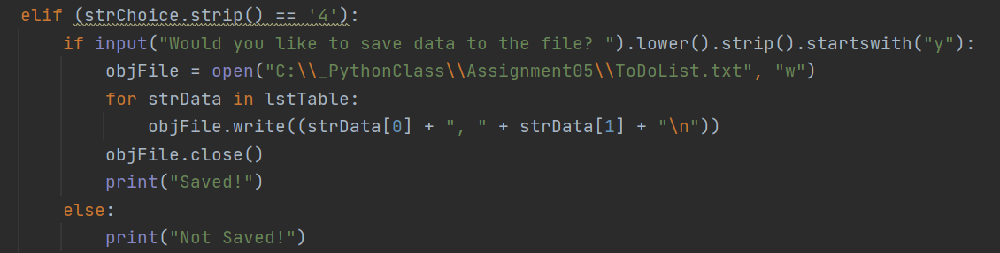 elif (strChoice.strip() == '4'):
    if input("Would you like to save data to the file? ").lower().strip().startswith("y"):
        objFile = open("C:\\_PythonClass\\Assignment05\\ToDoList.txt", "w")
        for strData in lstTable:
            objFile.write((strData[0] + ", " + strData[1] + "\n"))
        objFile.close()
        print("Saved!")
    else:
        print("Not Saved!")